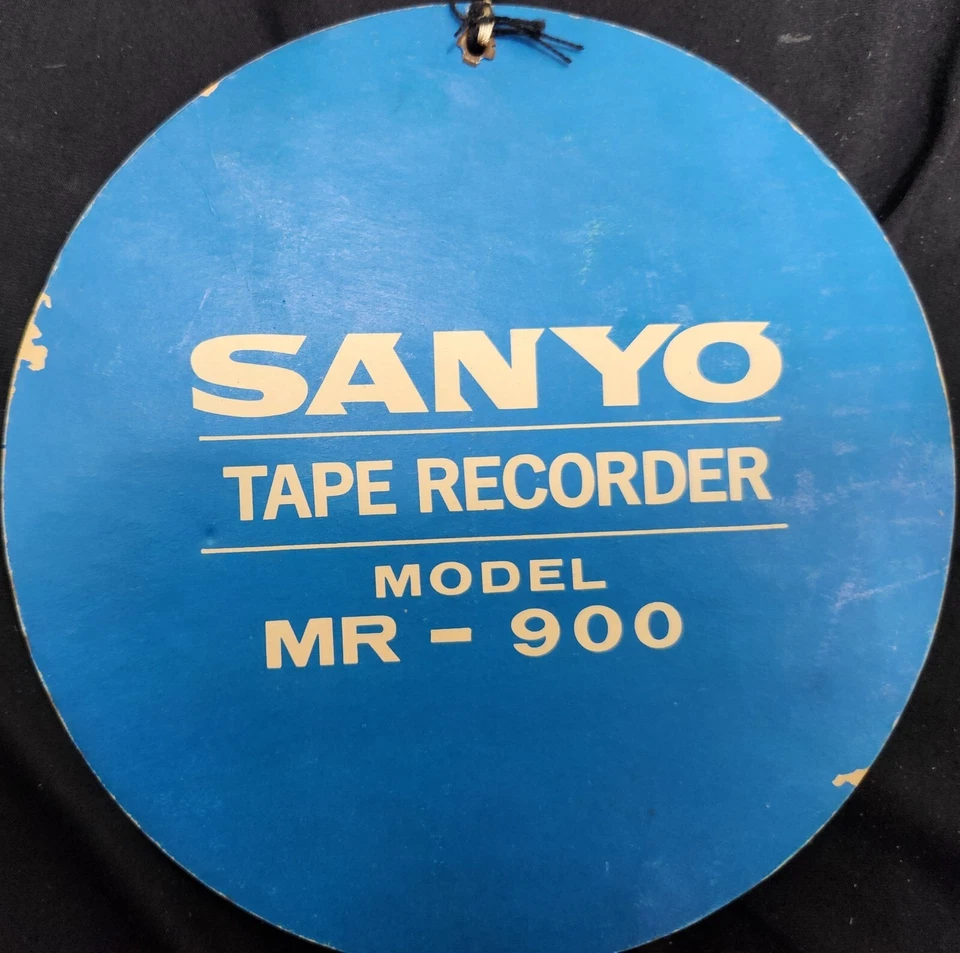 SANYO
TAPE RECORDER
MODEL
MR - 900